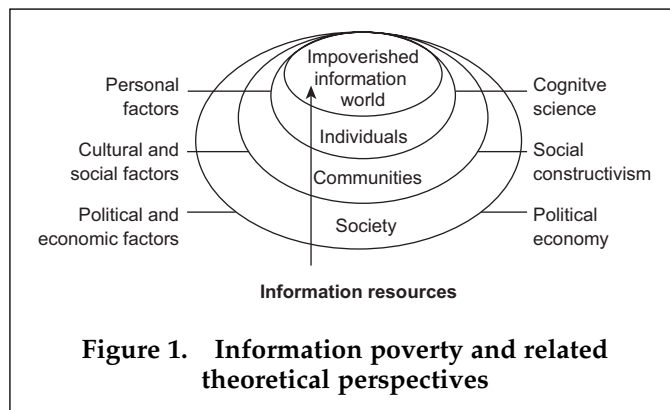 Impoverished
information
world
Personal
factors
Cognitve
science
Individuals
Cultural and
social factors
Social
constructivism
Communities
Political and
economic factors
Society
Political
economy
Information resources
Figure 1. Information poverty and related
theoretical perspectives